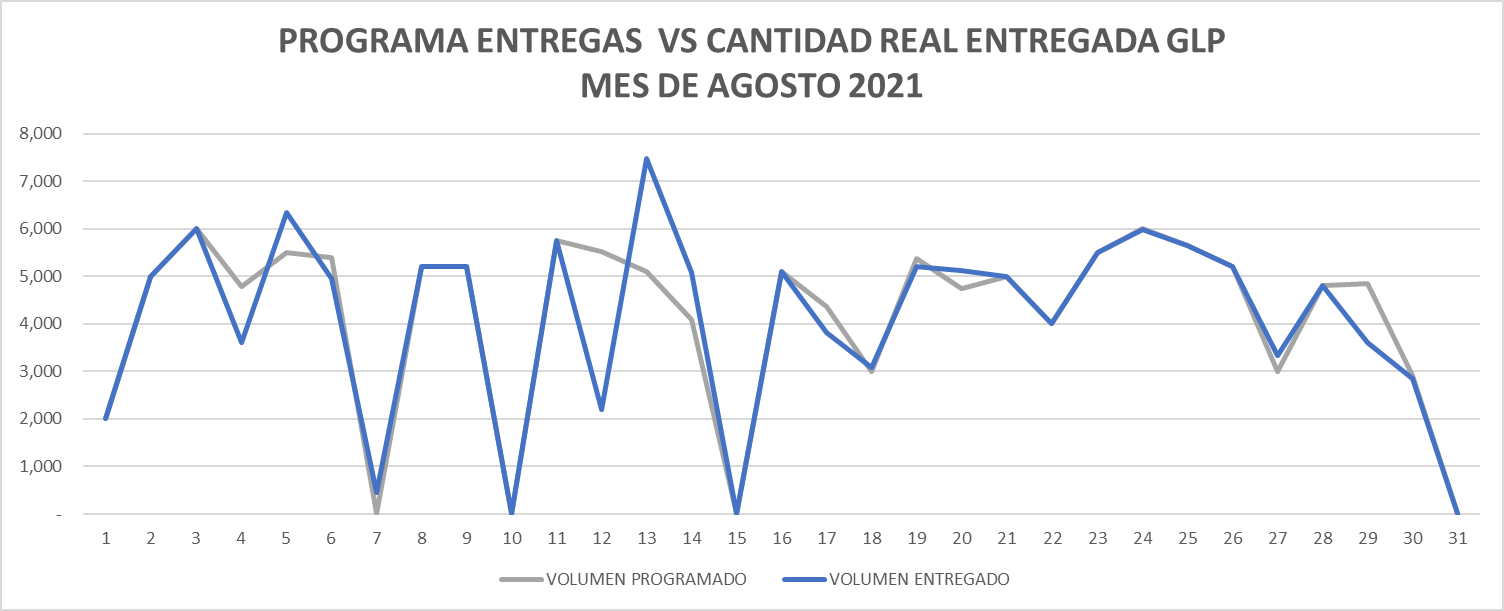 PROGRAMA ENTREGAS  VS CANTIDAD REAL ENTREGADA GLP
MES DE AGOSTO 2021
8,000
7,000
6,000
5,000
4,000
3,000
2,000
1,000
-
1 2 3 4 5 6 7 8 9 10 11 12 13 14 15 16 17 18 19 20 21 22 23 24 25 26 27 28 29 30 31
VOLUMEN PROGRAMADO VOLUMEN ENTREGADO